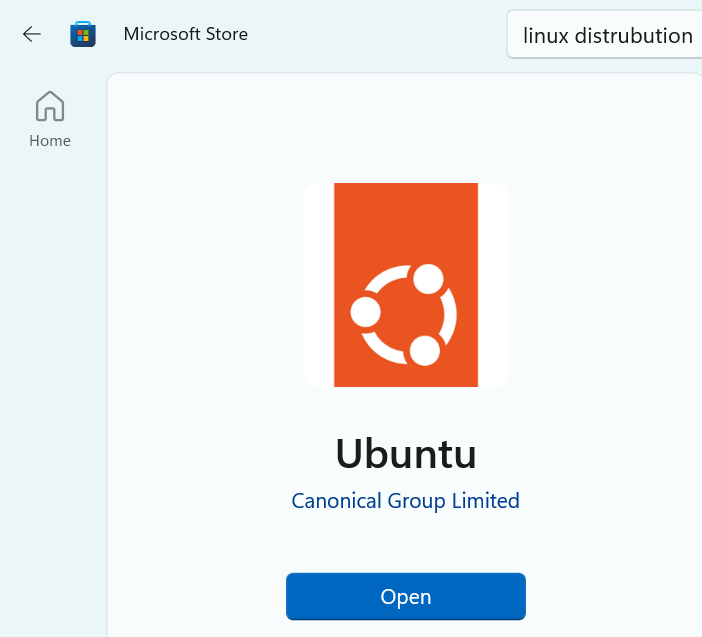 Microsoft Store
linux distrubution
Home
Ubuntu
Canonical Group Limited
Open